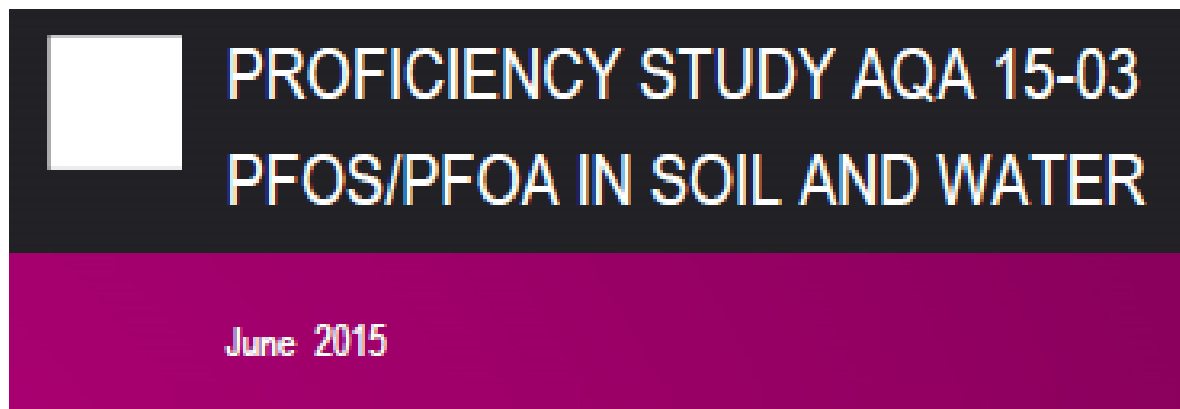 PROFICIENCY STUDY AQA 15-03
PFOS/PFOA IN SOIL AND WATER
June 2015